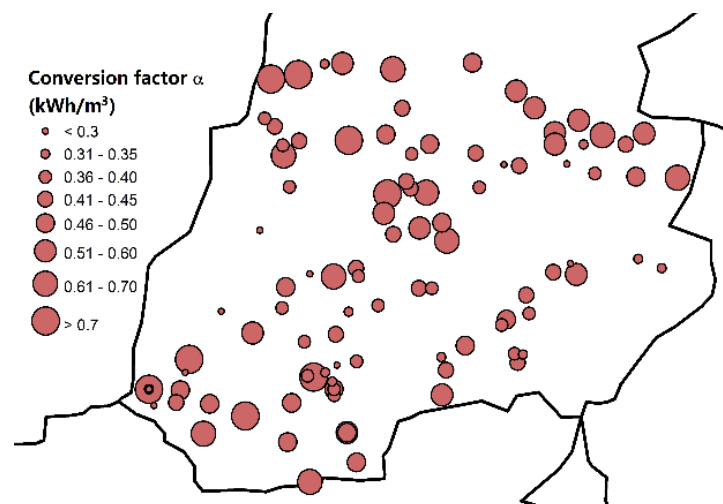 Conversion factor α
(kWh/m³)
< 0.3
0.31 - 0.35
0.36 - 0.40
0.41 - 0.45
0.46 - 0.50
0.51 - 0.60
0.61 - 0.70
> 0.7